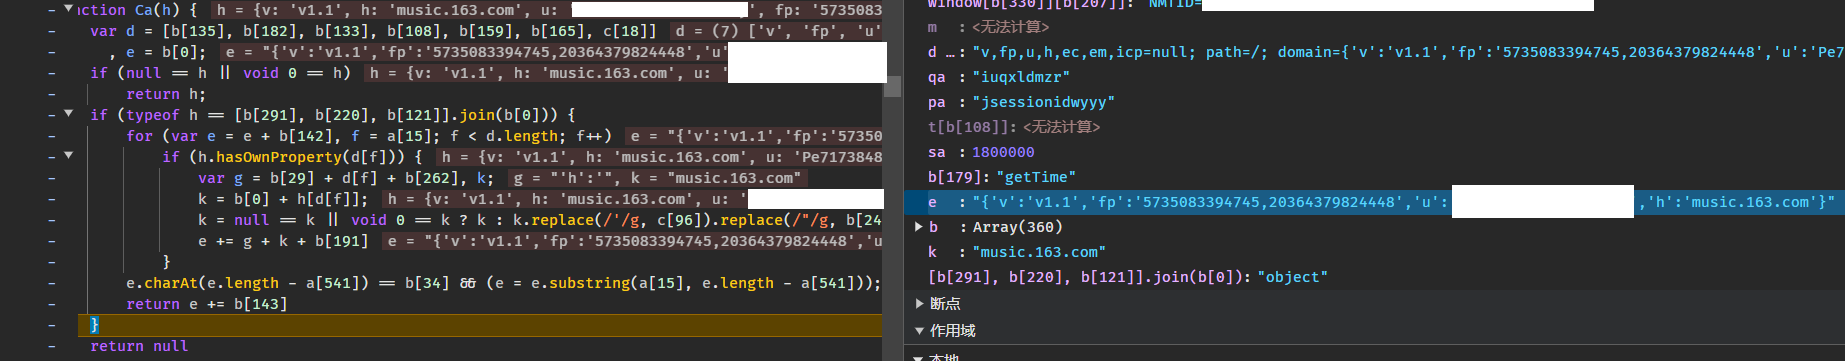 nction Ca(h) { h = {v: 'v1.1', h: 'music.163.com', u: ', fp: '5735083
var d = [b[135], b[182], b[133], b[108], b[159], b[165], c[18]] d = (7) ['v', 'fp', 'u'
, e = b[0]; e = "{'v':'v1.1','fp':'5735083394745,20364379824448','u'
if (null == h || void 0 == h) h = {v: 'v1.1', h: 'music.163.com', u: '
return h;
if (typeof h == [b[291], b[220], b[121]].join(b[0])) {
for (var e = e + b[142], f = a[15]; f < d.length; f++) e = "{'v':'v1.1','fp':'5735083
if (h.hasOwnProperty(d[f])) { h = {v: 'v1.1', h: 'music.163.com', u: 'Pe7173848
var g = b[29] + d[f] + b[262], k; g = "'h':'", k = "music.163.com"
k = b[0] + h[d[f]]; h = {v: 'v1.1', h: 'music.163.com', u: '
k = null == k || void 0 == k ? k : k.replace(/'/g, c[96]).replace(/"/g, b[24
e += g + k + b[191] e = "{'v':'v1.1','fp':'5735083394745,20364379824448','u
}
e.charAt(e.length - a[541]) == b[34] && (e = e.substring(a[15], e.length - a[541]));
return e += b[143]
}
return null
window[b[330]][b[207]]: "NMTID=
m : <无法计算>
d …: "v,fp,u,h,ec,em,icp=null; path=/; domain={'v':'v1.1','fp':'5735083394745,20364379824448','u':'Pe7
qa : "iuqxldmzr"
pa : "jsessionidwyyy"
t[b[108]]: <无法计算>
sa : 1800000
b[179]: "getTime"
e : "{'v':'v1.1','fp':'5735083394745,20364379824448','u': ','h':'music.163.com'}"
b : Array(360)
k : "music.163.com"
[b[291], b[220], b[121]].join(b[0]): "object"
断点
作用域
本地